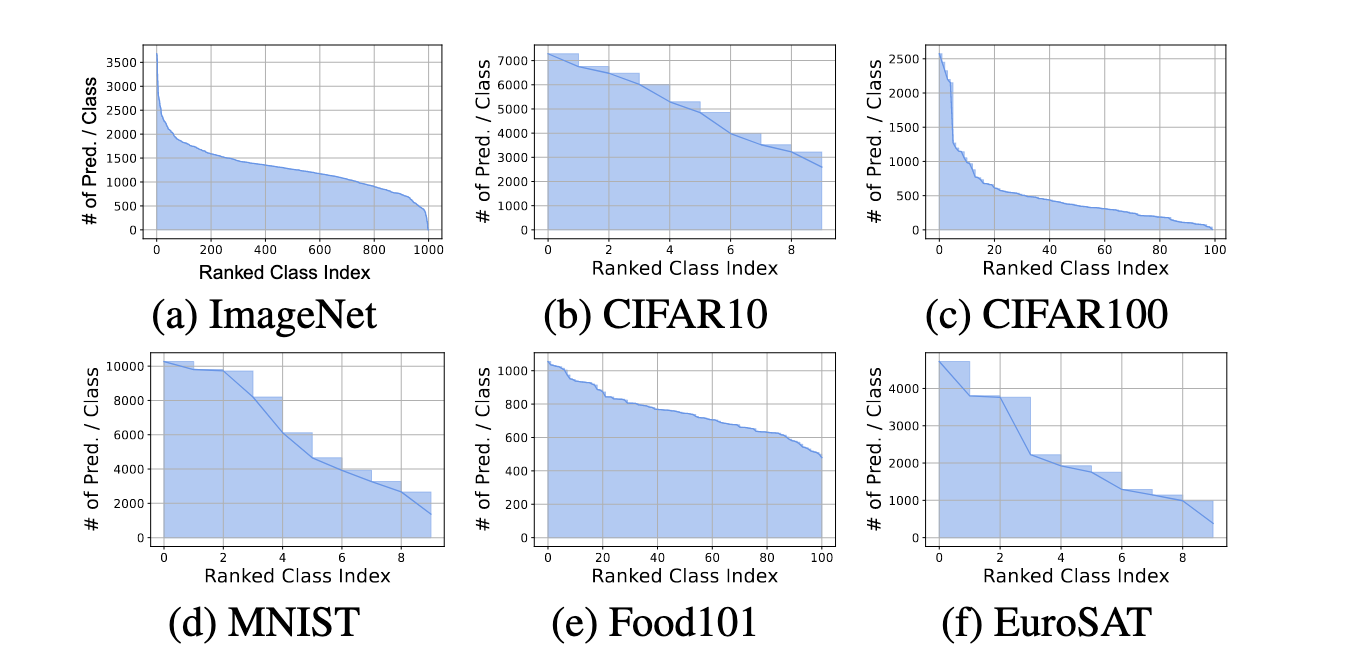 # of Pred. / Class
3500
3000
2500
2000
1500
1000
500
0
0 200 400 600 800 1000
Ranked Class Index
(a) ImageNet
# of Pred. / Class
7000
6000
5000
4000
3000
2000
1000
0
0 2 4 6 8
Ranked Class Index
(b) CIFAR10
# of Pred. / Class
2500
2000
1500
1000
500
0
0 20 40 60 80 100
Ranked Class Index
(c) CIFAR100
# of Pred. / Class
10000
8000
6000
4000
2000
0
0 2 4 6 8
Ranked Class Index
(d) MNIST
# of Pred. / Class
1000
800
600
400
200
0
0 20 40 60 80 100
Ranked Class Index
(e) Food101
# of Pred. / Class
4000
3000
2000
1000
0
0 2 4 6 8
Ranked Class Index
(f) EuroSAT